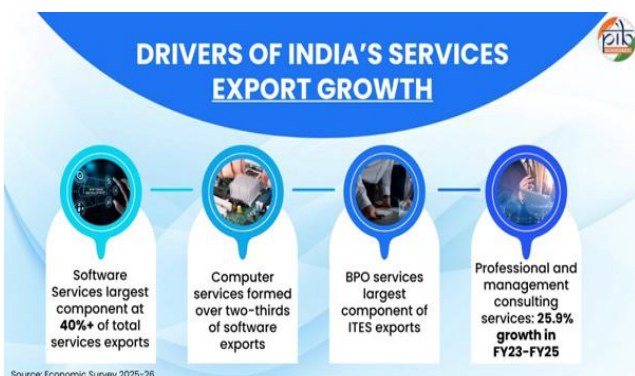 DRIVERS OF INDIA'S SERVICES
EXPORT GROWTH
Software
Services largest
component at
40%+ of total
services exports
Computer
services formed
over two-thirds
of software
exports
BPO services
largest
component of
ITES exports
Professional and
management
consulting
services: 25.9%
growth in
FY23-FY25
Source: Economic Survey 2025-26